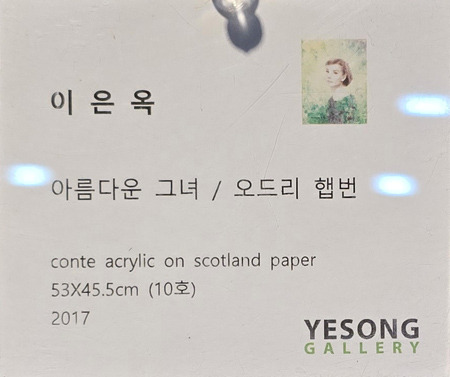 이 은 옥
아름다운 그녀 / 오드리 햅번
conte acrylic on scotland paper
53X45.5cm (10호)
2017
YESONG
GALLERY